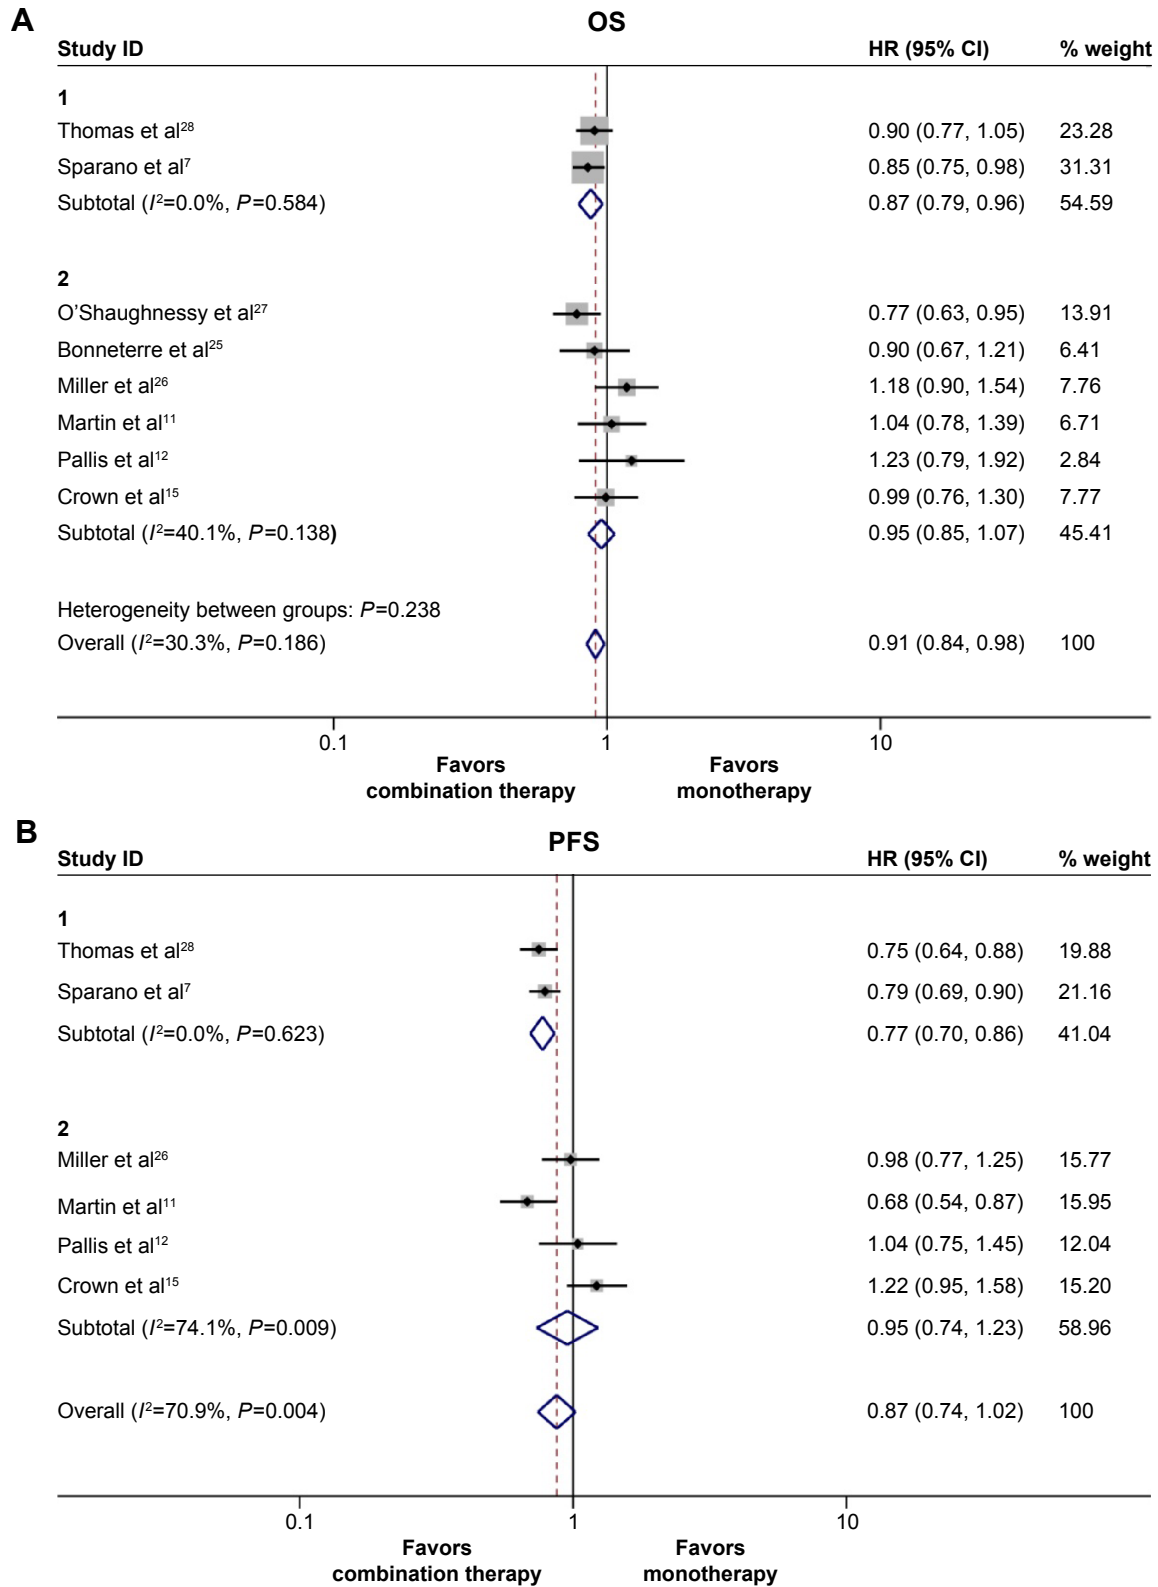 A
OS
Study ID HR (95% CI) % weight
1
Thomas et al28 0.90 (0.77, 1.05) 23.28
Sparano et al7 0.85 (0.75, 0.98) 31.31
Subtotal (I2=0.0%, P=0.584) 0.87 (0.79, 0.96) 54.59
2
O’Shaughnessy et al27 0.77 (0.63, 0.95) 13.91
Bonneterre et al25 0.90 (0.67, 1.21) 6.41
Miller et al26 1.18 (0.90, 1.54) 7.76
Martin et al11 1.04 (0.78, 1.39) 6.71
Pallis et al12 1.23 (0.79, 1.92) 2.84
Crown et al15 0.99 (0.76, 1.30) 7.77
Subtotal (I2=40.1%, P=0.138) 0.95 (0.85, 1.07) 45.41
Heterogeneity between groups: P=0.238
Overall (I2=30.3%, P=0.186) 0.91 (0.84, 0.98) 100
0.1 1 10
Favors Favors
combination therapy monotherapy
B
PFS
Study ID HR (95% CI) % weight
1
Thomas et al28 0.75 (0.64, 0.88) 19.88
Sparano et al7 0.79 (0.69, 0.90) 21.16
Subtotal (I2=0.0%, P=0.623) 0.77 (0.70, 0.86) 41.04
2
Miller et al26 0.98 (0.77, 1.25) 15.77
Martin et al11 0.68 (0.54, 0.87) 15.95
Pallis et al12 1.04 (0.75, 1.45) 12.04
Crown et al15 1.22 (0.95, 1.58) 15.20
Subtotal (I2=74.1%, P=0.009) 0.95 (0.74, 1.23) 58.96
Overall (I2=70.9%, P=0.004) 0.87 (0.74, 1.02) 100
0.1 1 10
Favors Favors
combination therapy monotherapy